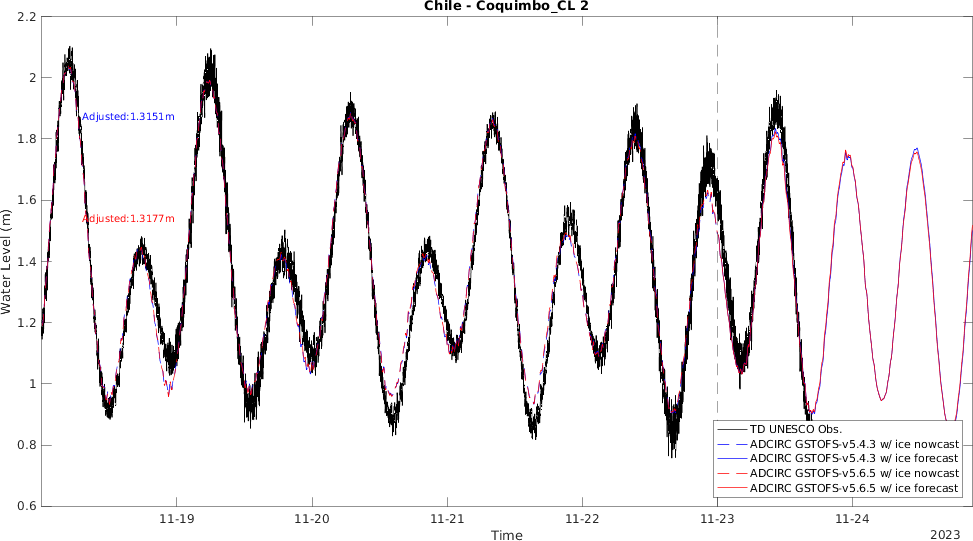 Chile - Coquimbo_CL 2
2.2
2
1.8
1.6
1.4
1.2
1
0.8
0.6
Water Level (m)
Adjusted:1.3151m
Adjusted:1.3177m
TD UNESCO Obs.
ADCIRC GSTOFS-v5.4.3 w/ ice nowcast
ADCIRC GSTOFS-v5.4.3 w/ ice forecast
ADCIRC GSTOFS-v5.6.5 w/ ice nowcast
ADCIRC GSTOFS-v5.6.5 w/ ice forecast
11-19 11-20 11-21 11-22 11-23 11-24
Time
2023